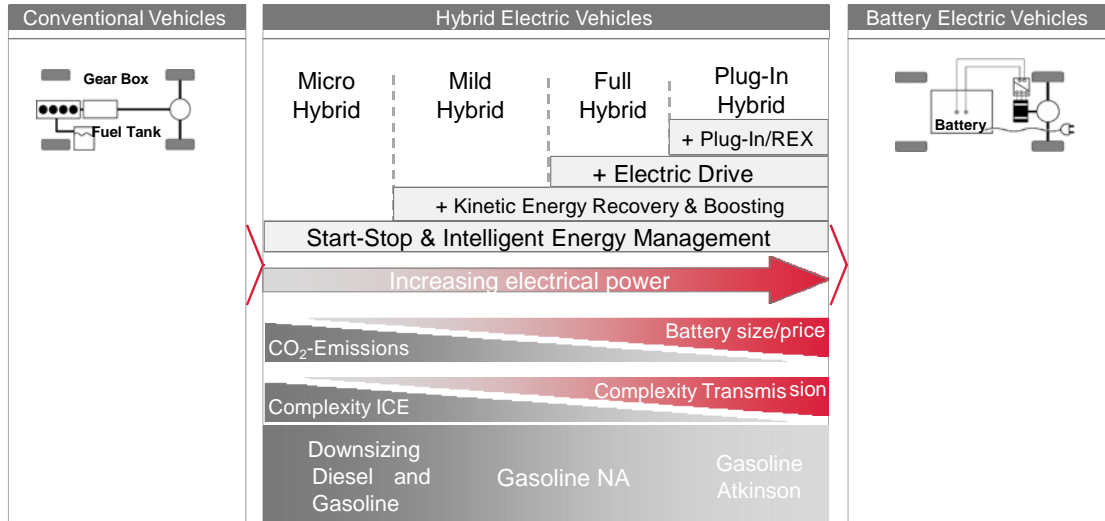 Conventional Vehicles
Hybrid Electric Vehicles
Battery Electric Vehicles
Gear Box
Fuel Tank
Micro
Hybrid
Mild
Hybrid
Full
Hybrid
Plug-In
Hybrid
Battery
+ Plug-In/REX
+ Electric Drive
+ Kinetic Energy Recovery & Boosting
Start-Stop & Intelligent Energy Management
Increasing electrical power
Battery size/price
CO₂-Emissions
Complexity Transmis sion
Complexity ICE
Downsizing
Diesel and
Gasoline
Gasoline NA
Gasoline
Atkinson